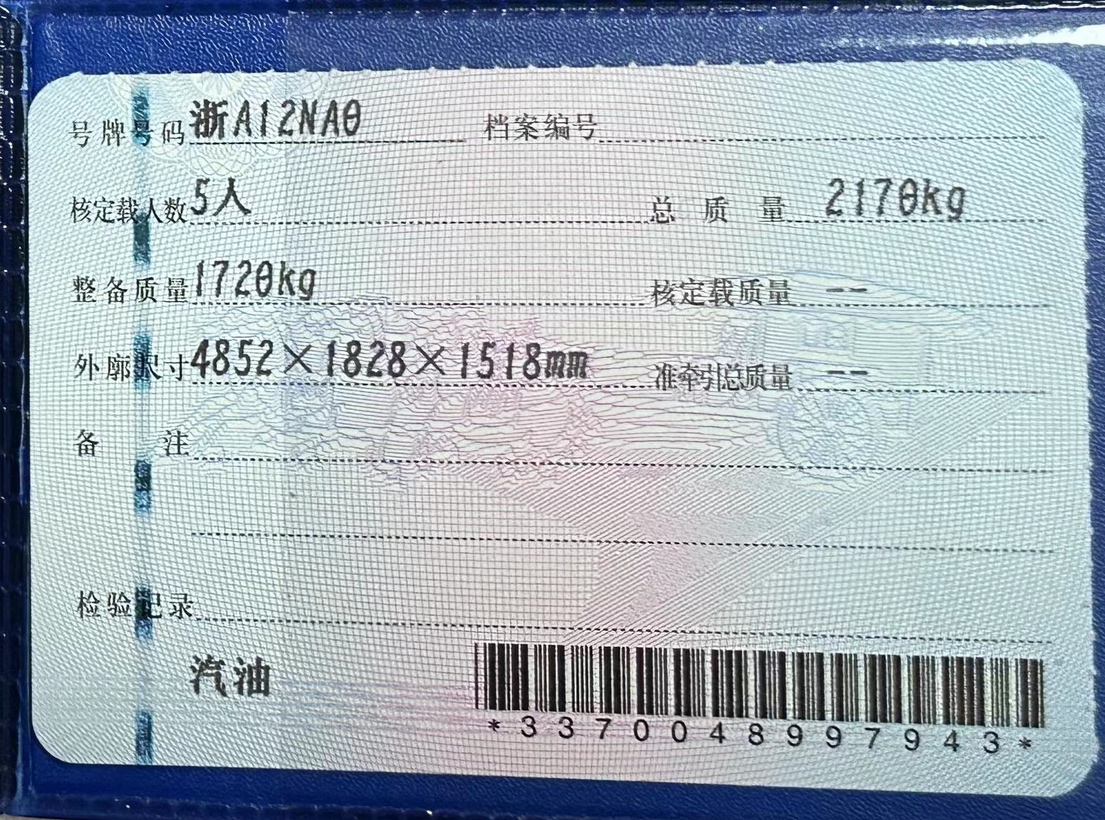 号牌号码 浙A12NA0 档案编号
核定载人数 5人 总质量 2170kg
整备质量 1720kg 核定载质量 --
外廓尺寸 4852×1828×1518mm 准牵引总质量 --
备注
检验记录
汽油
*3370048997943*